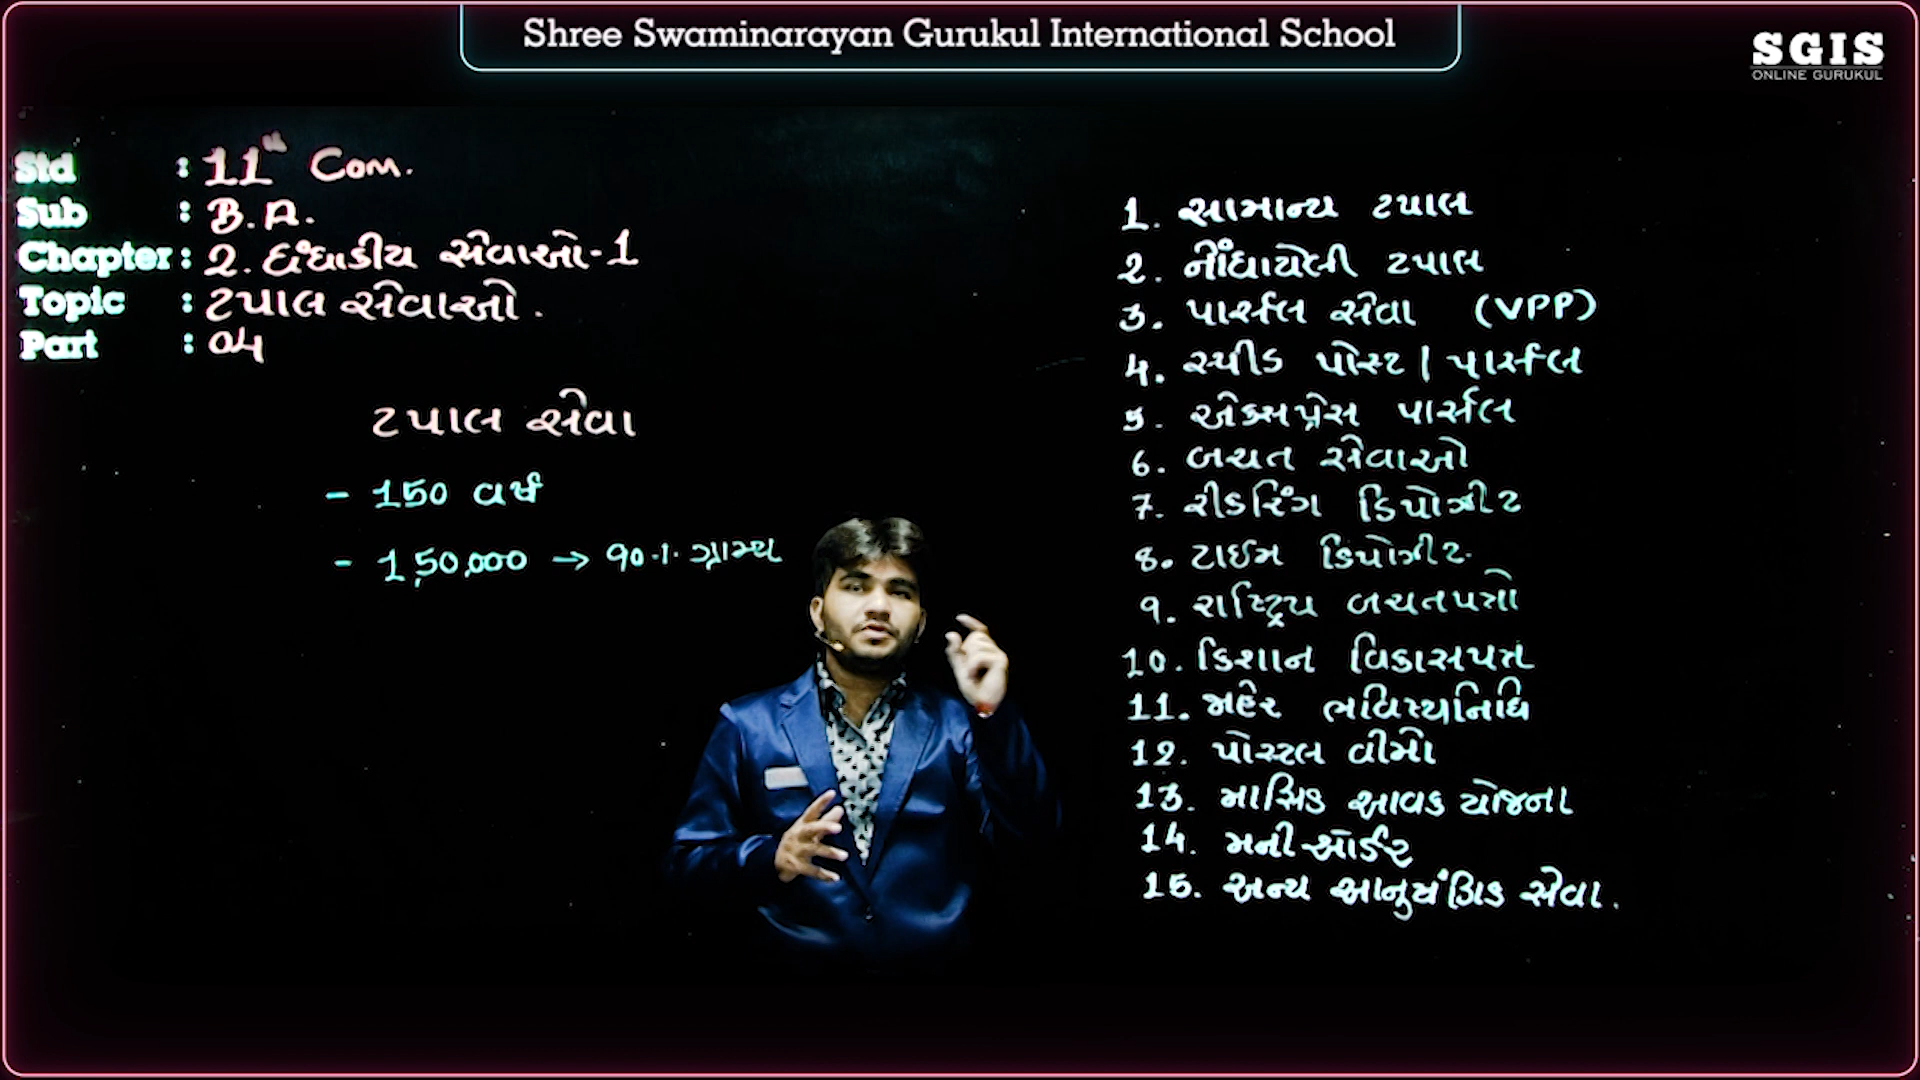 Shree Swaminarayan Gurukul International School
SGIS
ONLINE GURUKUL
Std : 11th Com.
Sub : B.A.
Chapter : 2. ધંધાકીય સેવાઓ-1
Topic : ટપાલ સેવાઓ.
Part : 04
ટપાલ સેવા
- 150 વર્ષ
- 1,50,000 → 90.1. ગ્રામ્ય
1. સામાન્ય ટપાલ
2. નોંધાયેલી ટપાલ
3. પાર્સલ સેવા (VPP)
4. સ્પીડ પોસ્ટ | પાર્સલ
5. એક્સપ્રેસ પાર્સલ
6. બચત સેવાઓ
7. રીકરિંગ ડિપોઝીટ
8. ટાઈમ ડિપોઝીટ.
9. રાષ્ટ્રિય બચતપત્રો
10. કિશાન વિકાસપત્ર
11. જાહેર ભવિષ્યનિધિ
12. પોસ્ટલ વીમો
13. માસિક આવક યોજના
14. મની ઑર્ડર
15. અન્ય આનુષંગિક સેવા.